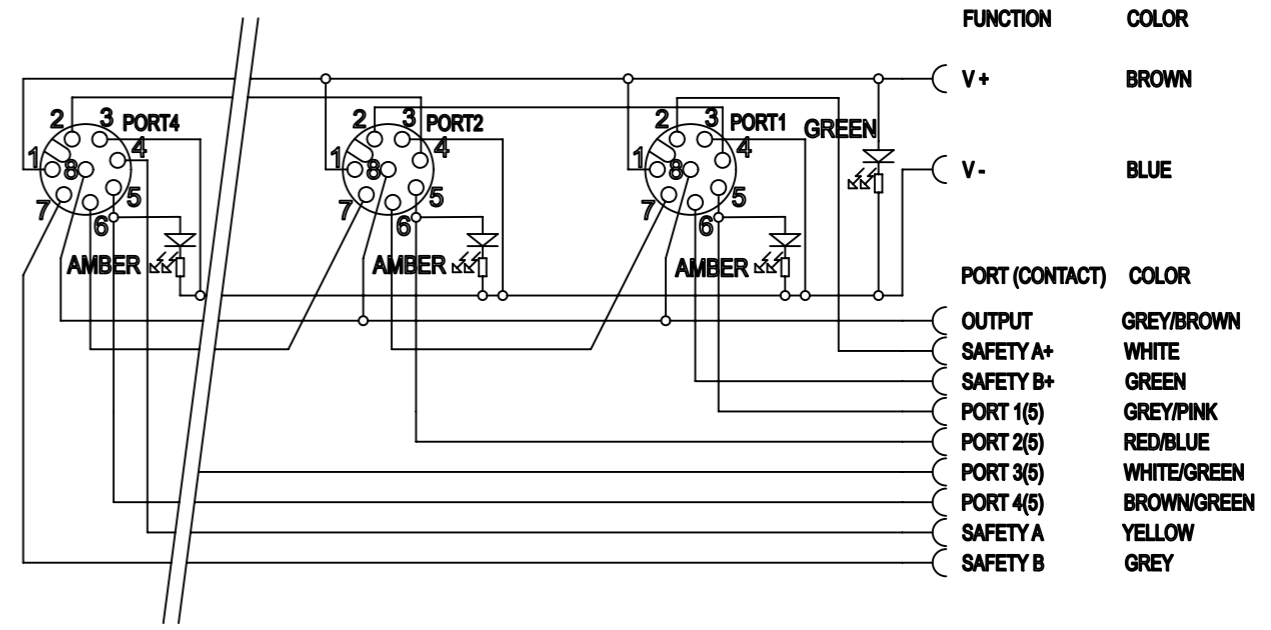 FUNCTION COLOR
V + BROWN
2 3 PORT4
2 3 PORT2
2 3 PORT1 GREEN
1 8 4
1 8 4
1 8 4
V - BLUE
7 6 5
7 6 5
7 6 5
AMBER
AMBER
AMBER
PORT (CONTACT) COLOR
OUTPUT GREY/BROWN
SAFETY A+ WHITE
SAFETY B+ GREEN
PORT 1(5) GREY/PINK
PORT 2(5) RED/BLUE
PORT 3(5) WHITE/GREEN
PORT 4(5) BROWN/GREEN
SAFETY A YELLOW
SAFETY B GREY